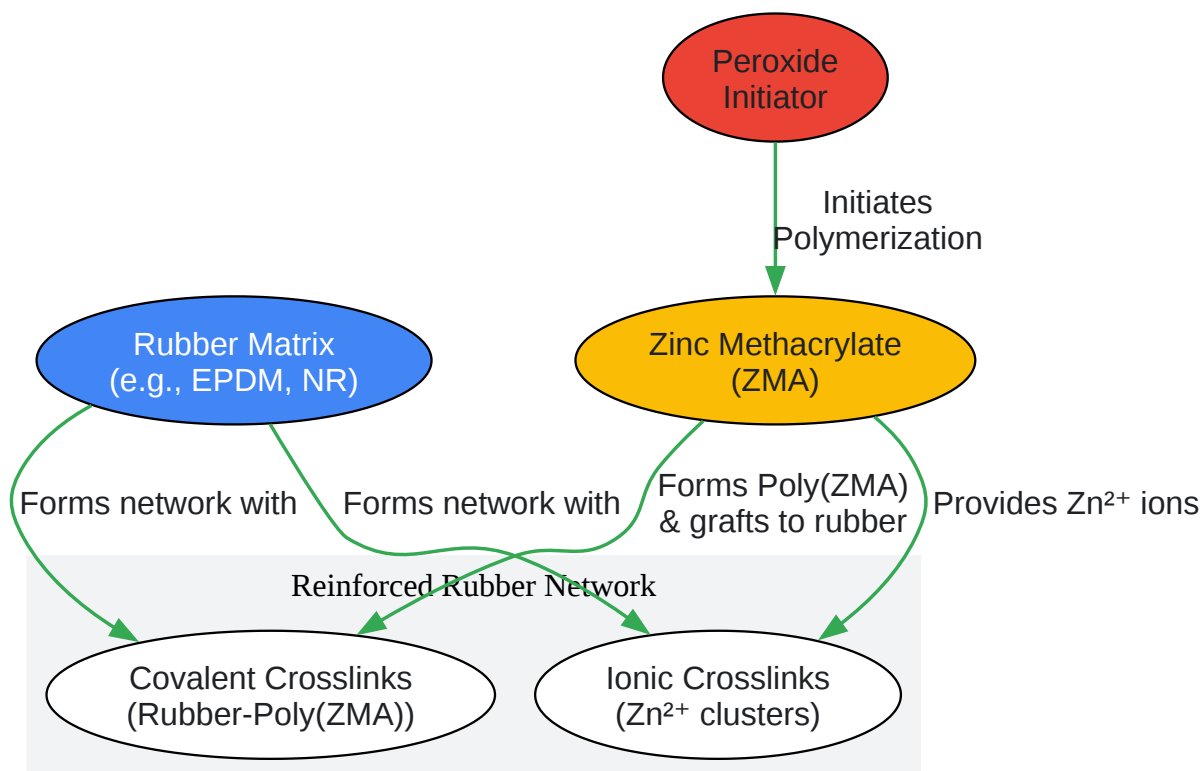 Peroxide
Initiator
Initiates
Polymerization
Rubber Matrix
(e.g., EPDM, NR)
Zinc Methacrylate
(ZMA)
Forms network with
Forms network with
Forms Poly(ZMA)
& grafts to rubber
Provides Zn²⁺ ions
Reinforced Rubber Network
Covalent Crosslinks
(Rubber-Poly(ZMA))
Ionic Crosslinks
(Zn²⁺ clusters)